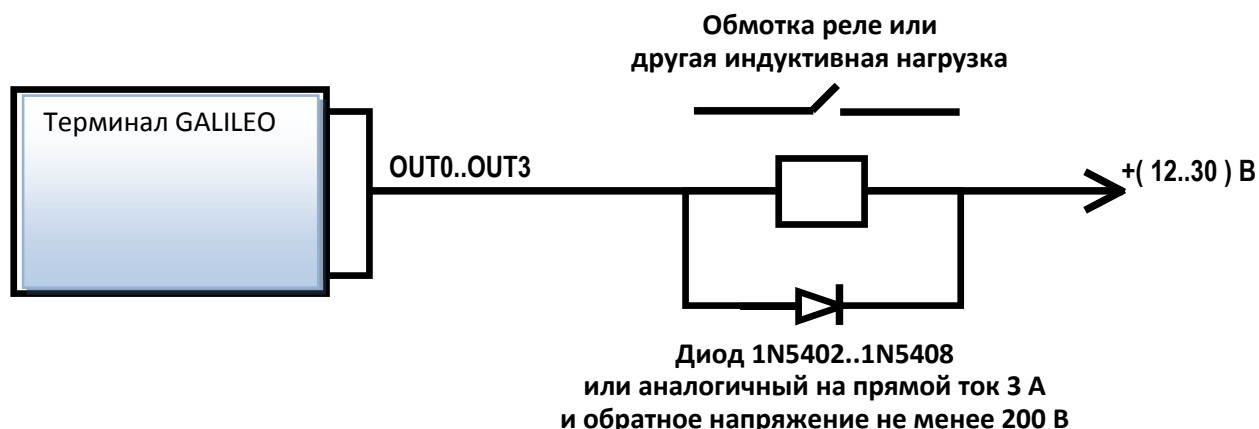 Обмотка реле или
другая индуктивная нагрузка
Терминал GALILEO
OUT0..OUT3
+( 12..30 ) В
Диод 1N5402..1N5408
или аналогичный на прямой ток 3 А
и обратное напряжение не менее 200 В